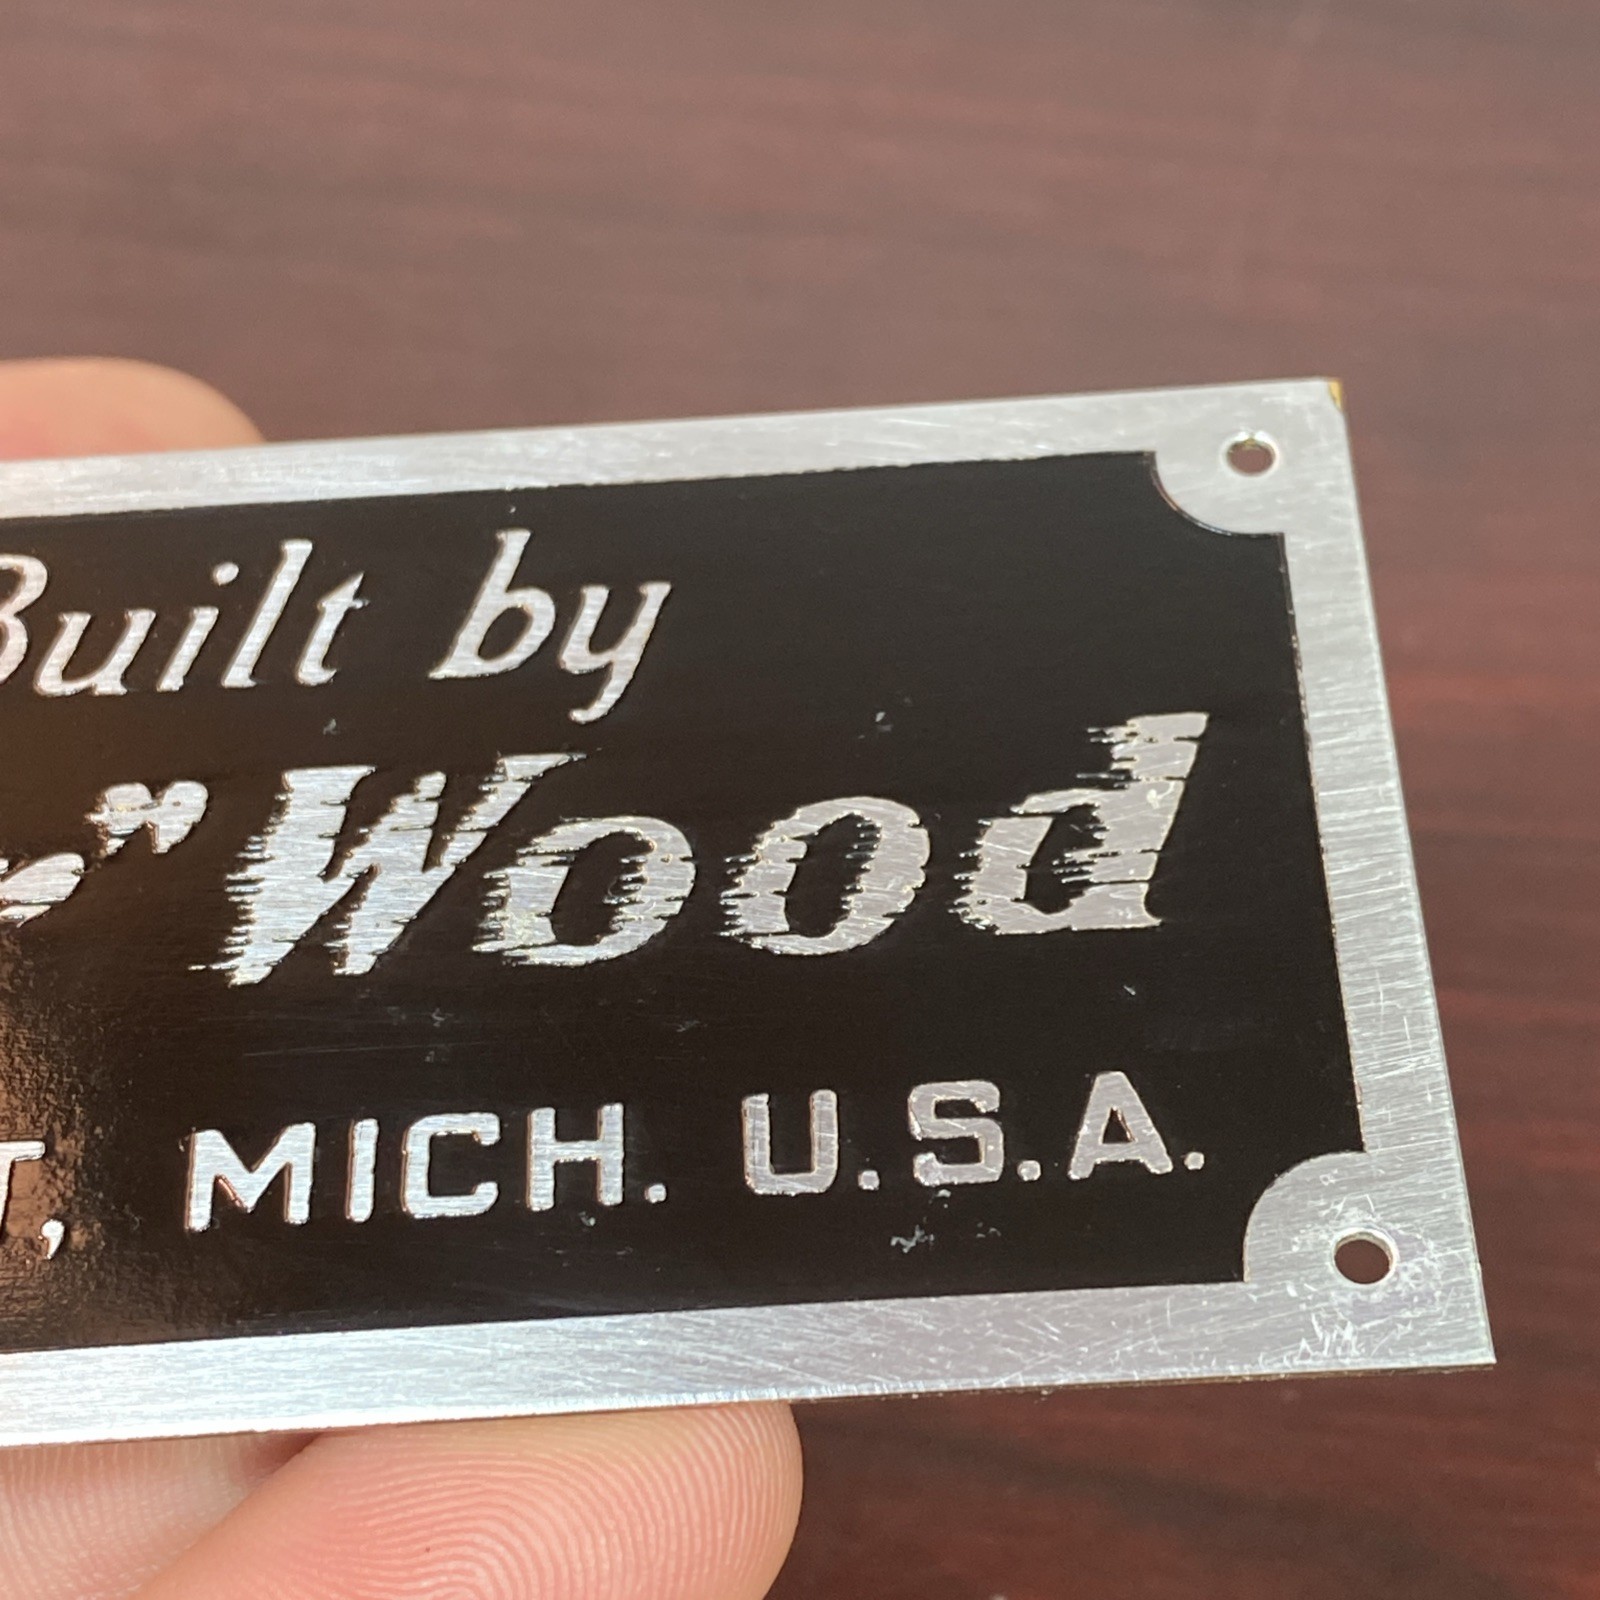 Built by
r" Wood
T, MICH. U.S.A.